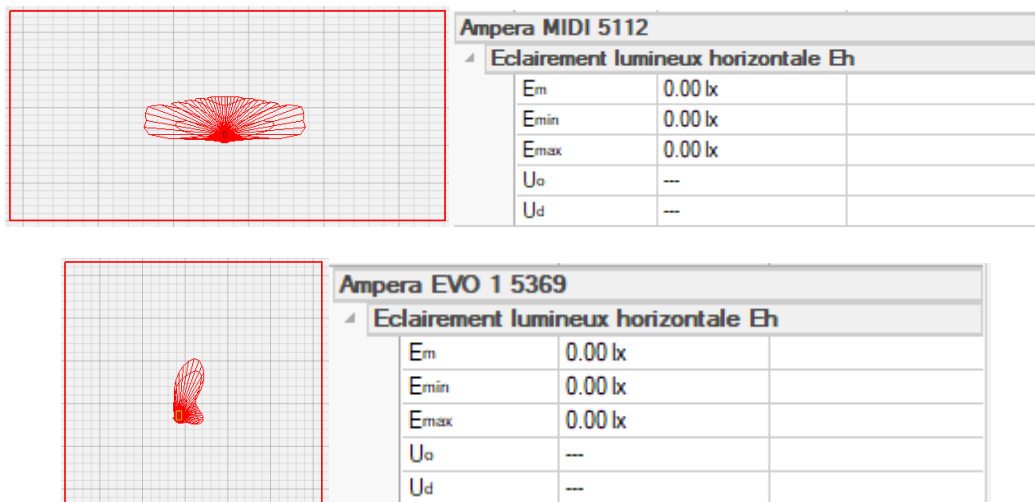 Ampera MIDI 5112
Eclairement lumineux horizontale Eh
Em 0.00 lx
Emin 0.00 lx
Emax 0.00 lx
Uo ---
Ud ---
Ampera EVO 1 5369
Eclairement lumineux horizontale Eh
Em 0.00 lx
Emin 0.00 lx
Emax 0.00 lx
Uo ---
Ud ---